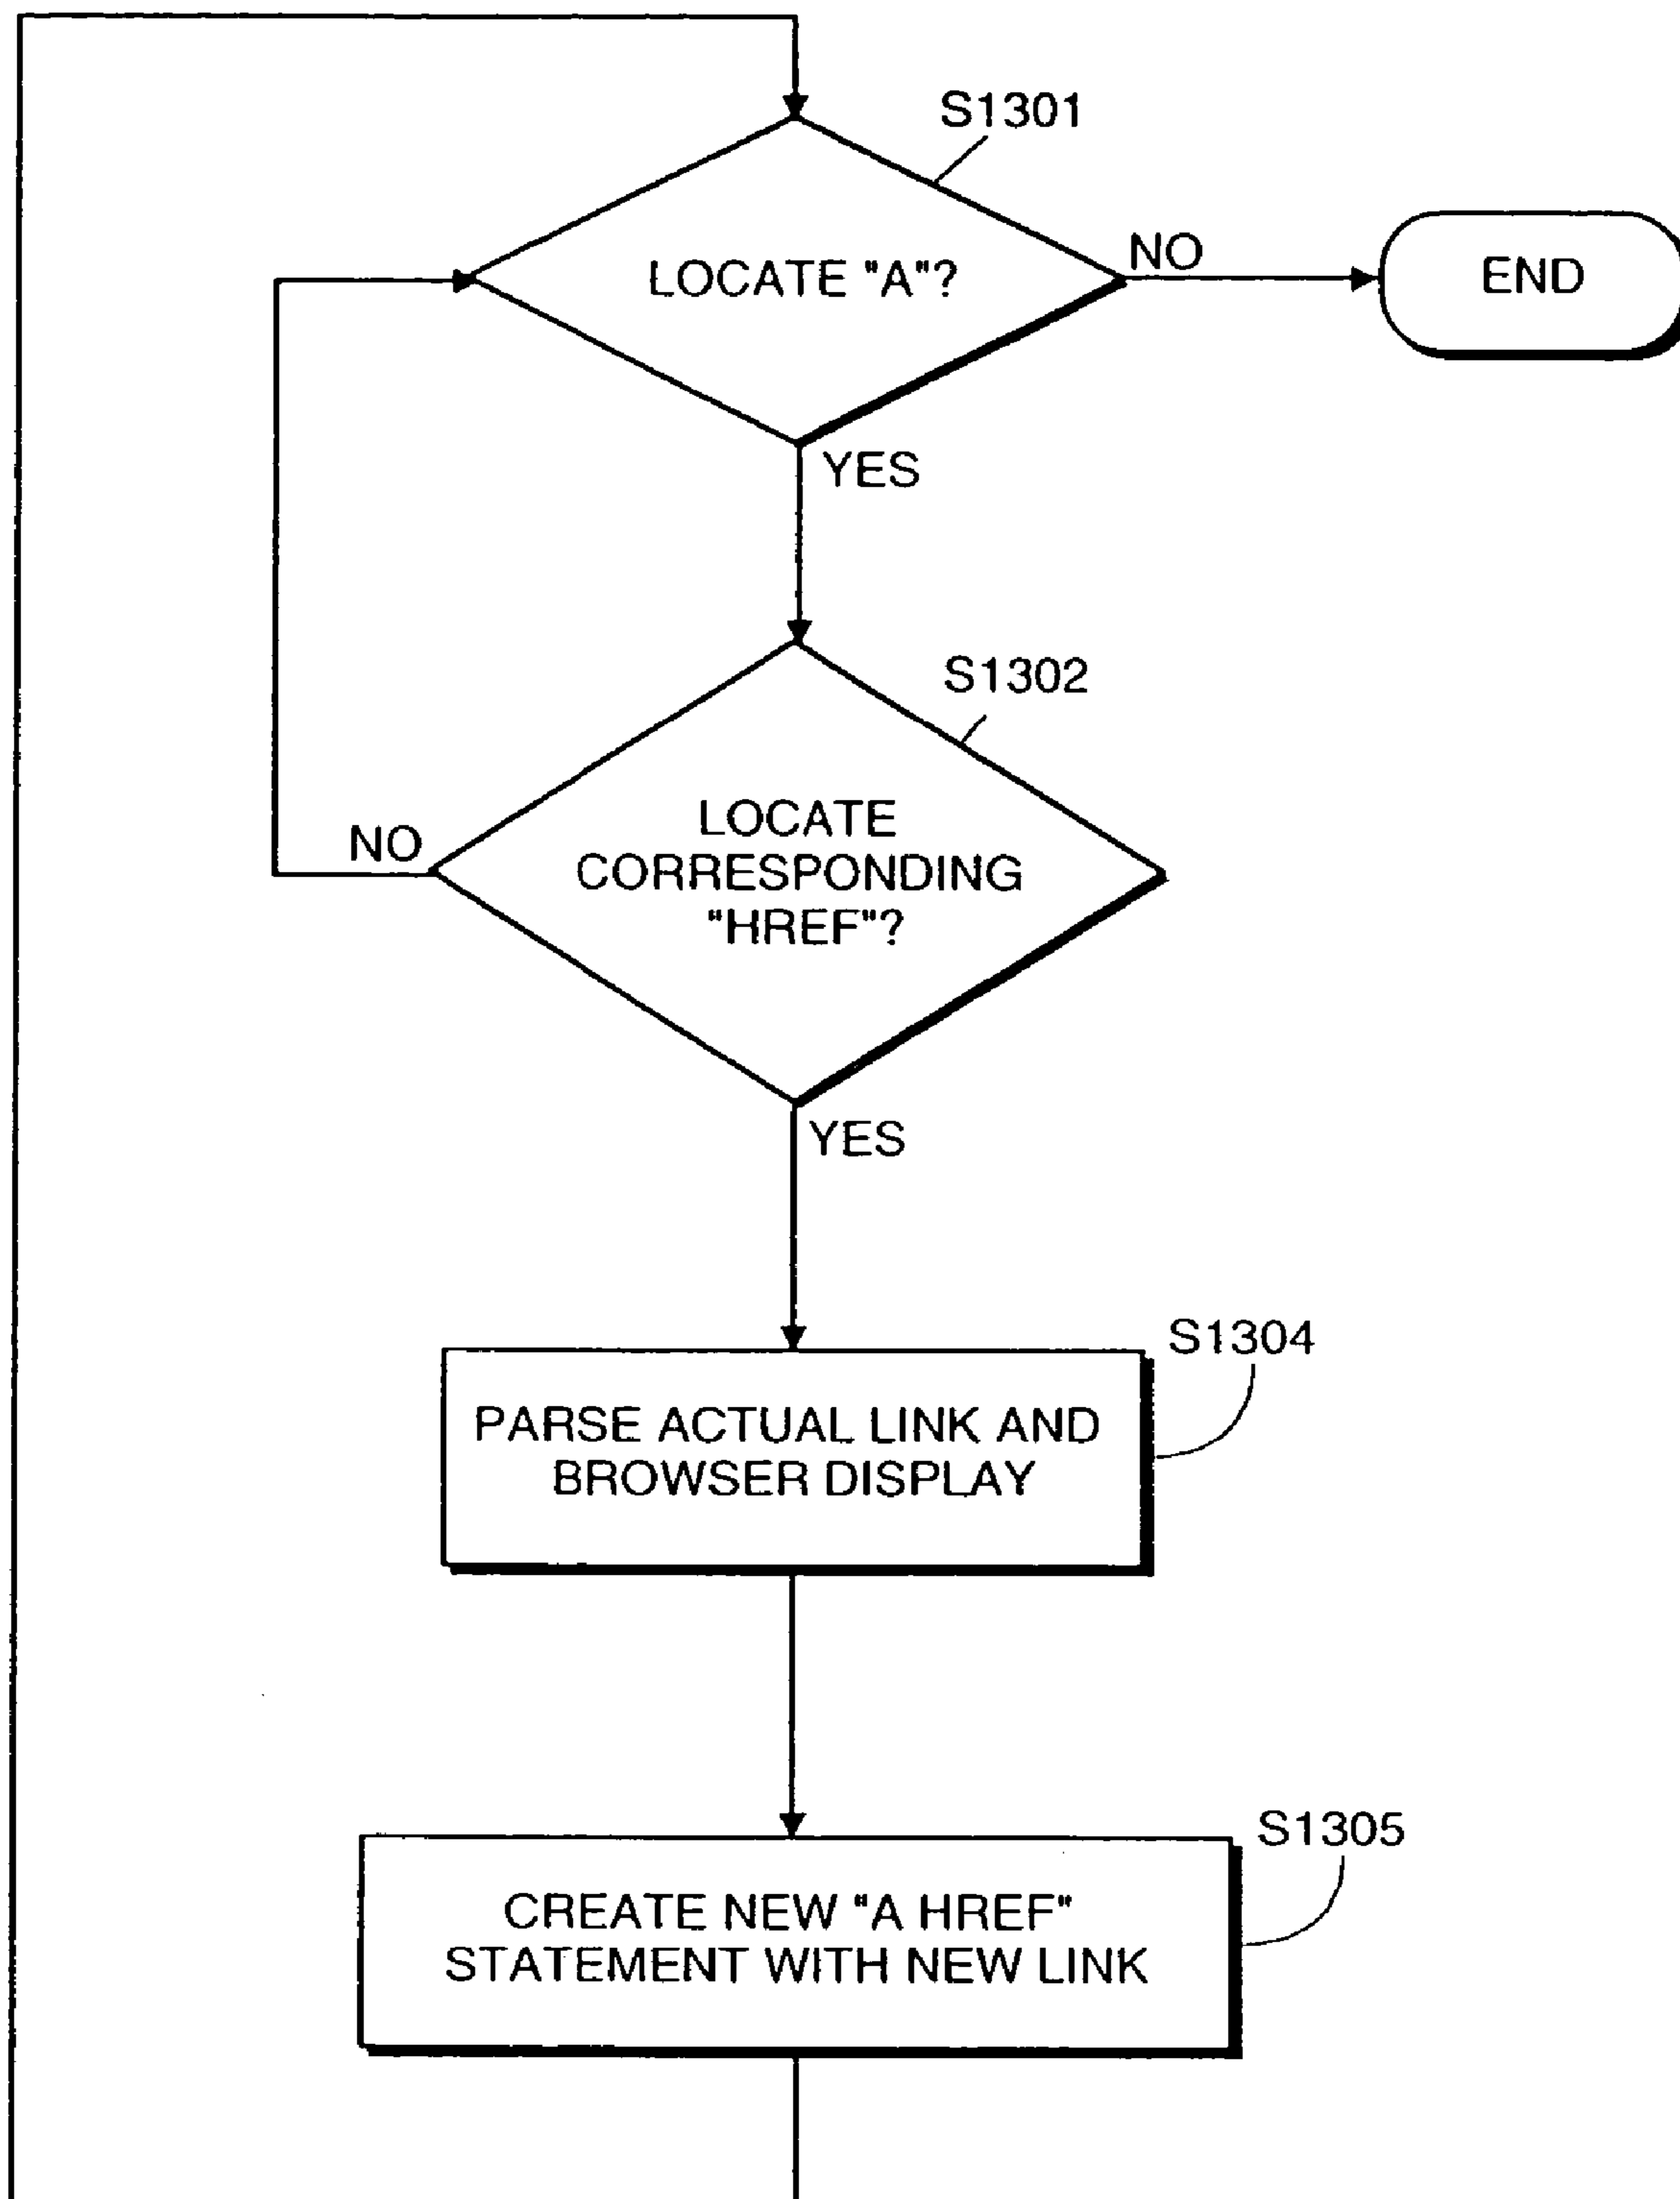 S1301
LOCATE "A"?
NO
END
YES
S1302
LOCATE
CORRESPONDING
"HREF"?
NO
YES
S1304
PARSE ACTUAL LINK AND
BROWSER DISPLAY
S1305
CREATE NEW "A HREF"
STATEMENT WITH NEW LINK